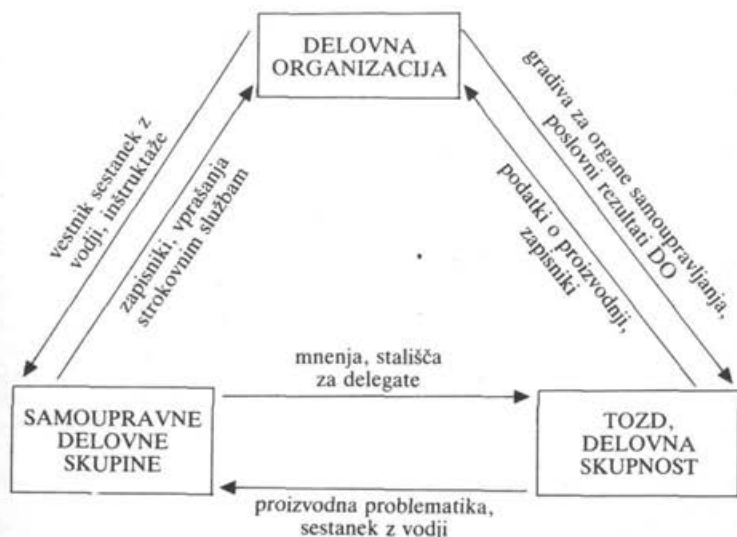 DELOVNA
ORGANIZACIJA
vestnik sestanek z
vodji, inštruktaže
zapisniki, vprašanja
strokovnim službam
gradiva za organe samoupravljanja,
poslovni rezultati DO
podatki o proizvodnji,
zapisniki
mnenja, stališča
za delegate
SAMOUPRAVNE
DELOVNE
SKUPINE
TOZD,
DELOVNA
SKUPNOST
proizvodna problematika,
sestanek z vodji